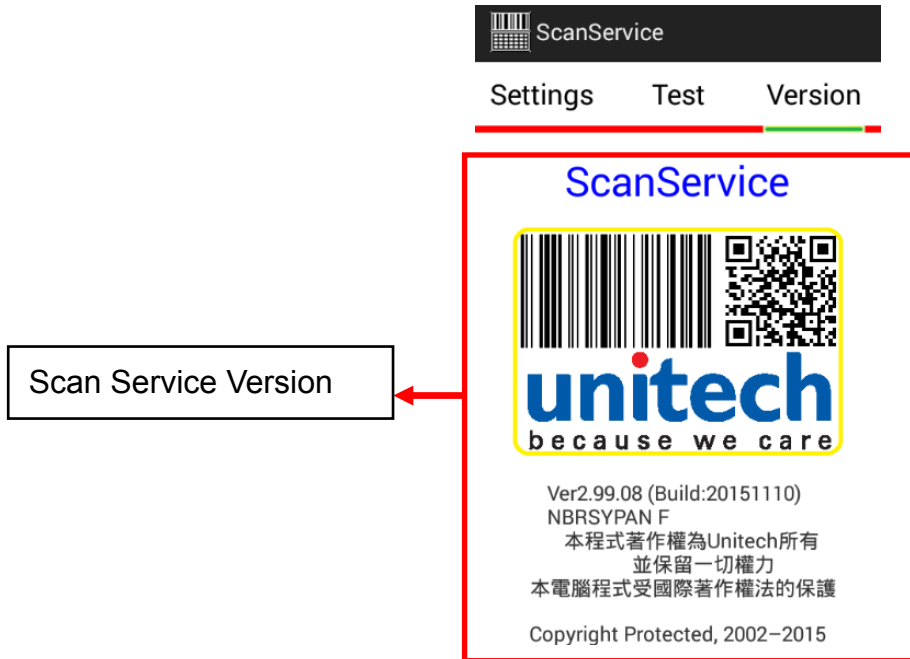 ScanService
Settings Test Version
ScanService
unitech
because we care
Scan Service Version
Ver2.99.08 (Build:20151110)
NBRSYPAN F
本程式著作權為Unitech所有
並保留一切權力
本電腦程式受國際著作權法的保護
Copyright Protected, 2002–2015